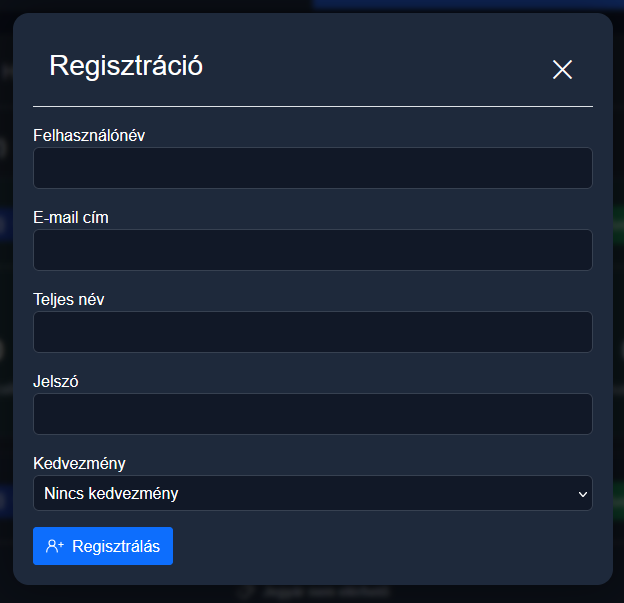 Regisztráció
Felhasználónév
E-mail cím
Teljes név
Jelszó
Kedvezmény
Nincs kedvezmény
Regisztrálás